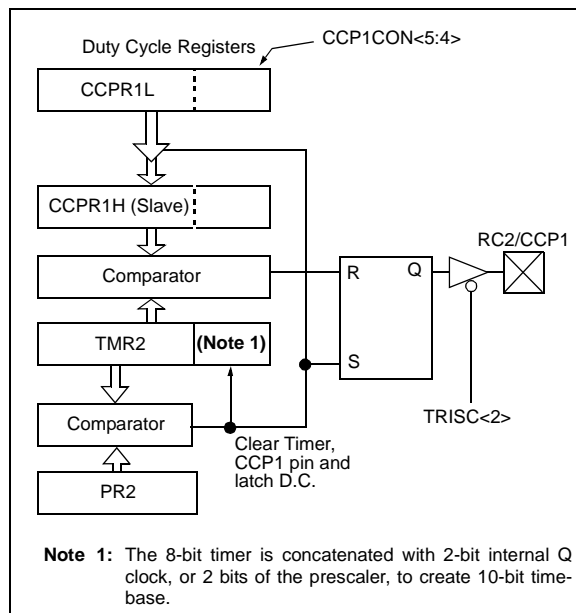 Duty Cycle Registers
CCP1CON<5:4>
CCPR1L
CCPR1H (Slave)
Comparator
TMR2
(Note 1)
Comparator
PR2
R
Q
S
RC2/CCP1
TRISC<2>
Clear Timer,
CCP1 pin and
latch D.C.
Note 1: The 8-bit timer is concatenated with 2-bit internal Q
clock, or 2 bits of the prescaler, to create 10-bit time-
base.